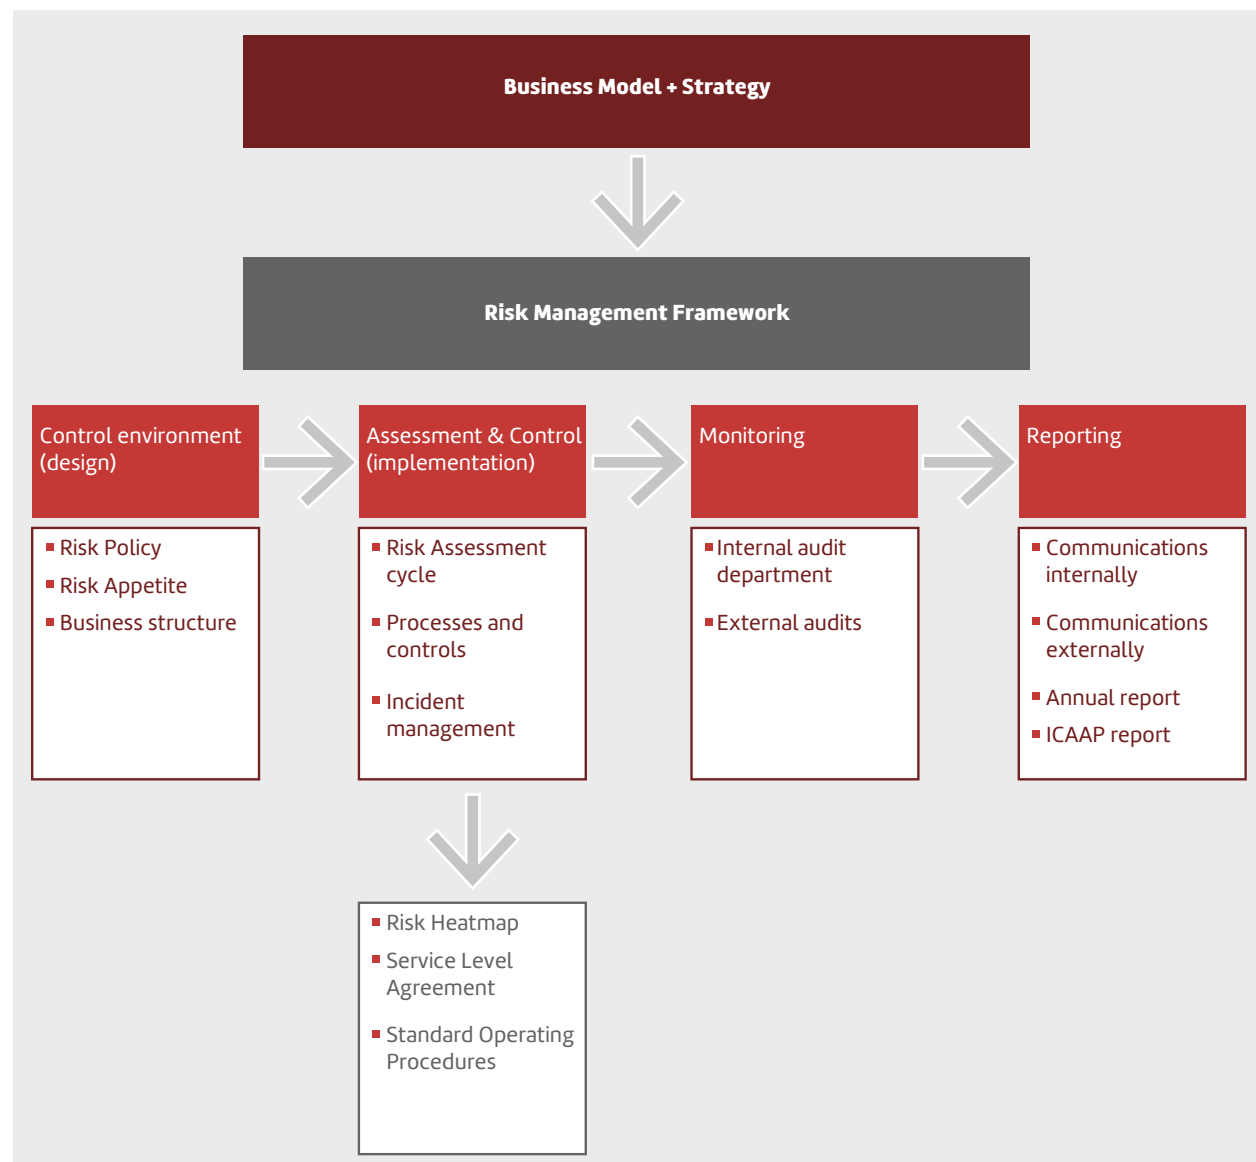 Business Model + Strategy
Risk Management Framework
Control environment
(design)
Assessment & Control
(implementation)
Monitoring
Reporting
Risk Policy
Risk Appetite
Business structure
Risk Assessment
cycle
Processes and
controls
Incident
management
Internal audit
department
External audits
Communications
internally
Communications
externally
Annual report
ICAAP report
Risk Heatmap
Service Level
Agreement
Standard Operating
Procedures